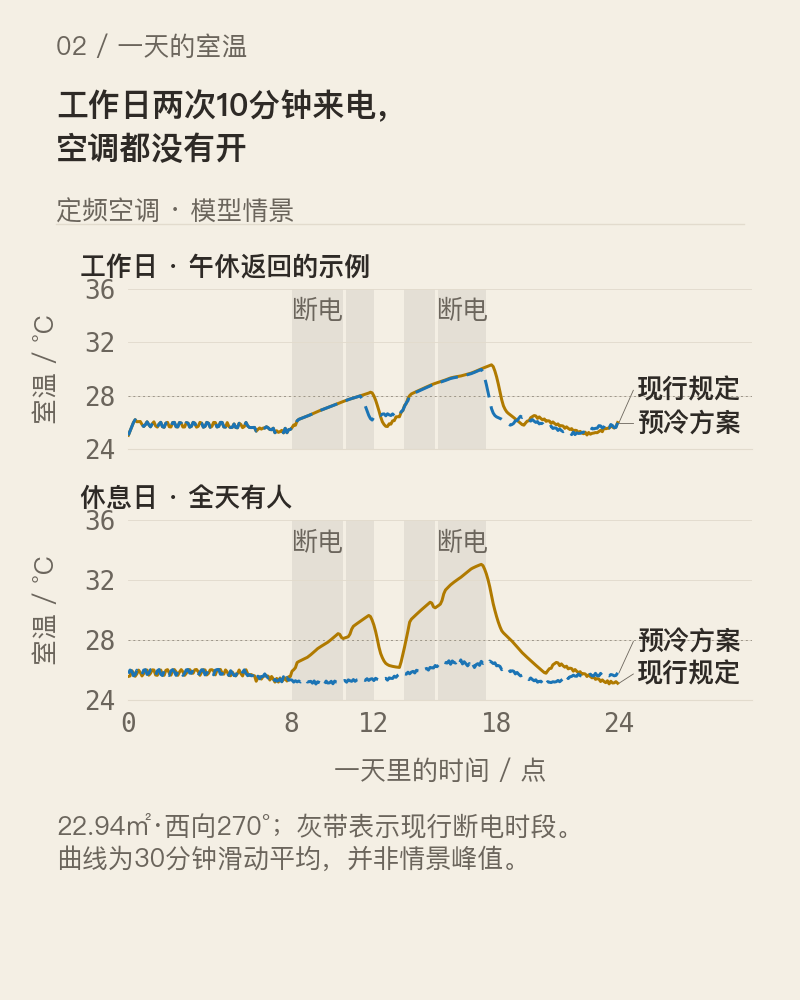 02 / 一天的室温
工作日两次10分钟来电，
空调都没有开
定频空调 · 模型情景
工作日 · 午休返回的示例
36
断电 断电
32
室温 / °C
28
现行规定
预冷方案
24
休息日 · 全天有人
36
断电 断电
32
室温 / °C
28
预冷方案
现行规定
24
0 8 12 18 24
一天里的时间 / 点
22.94㎡·西向270°；灰带表示现行断电时段。
曲线为30分钟滑动平均，并非情景峰值。